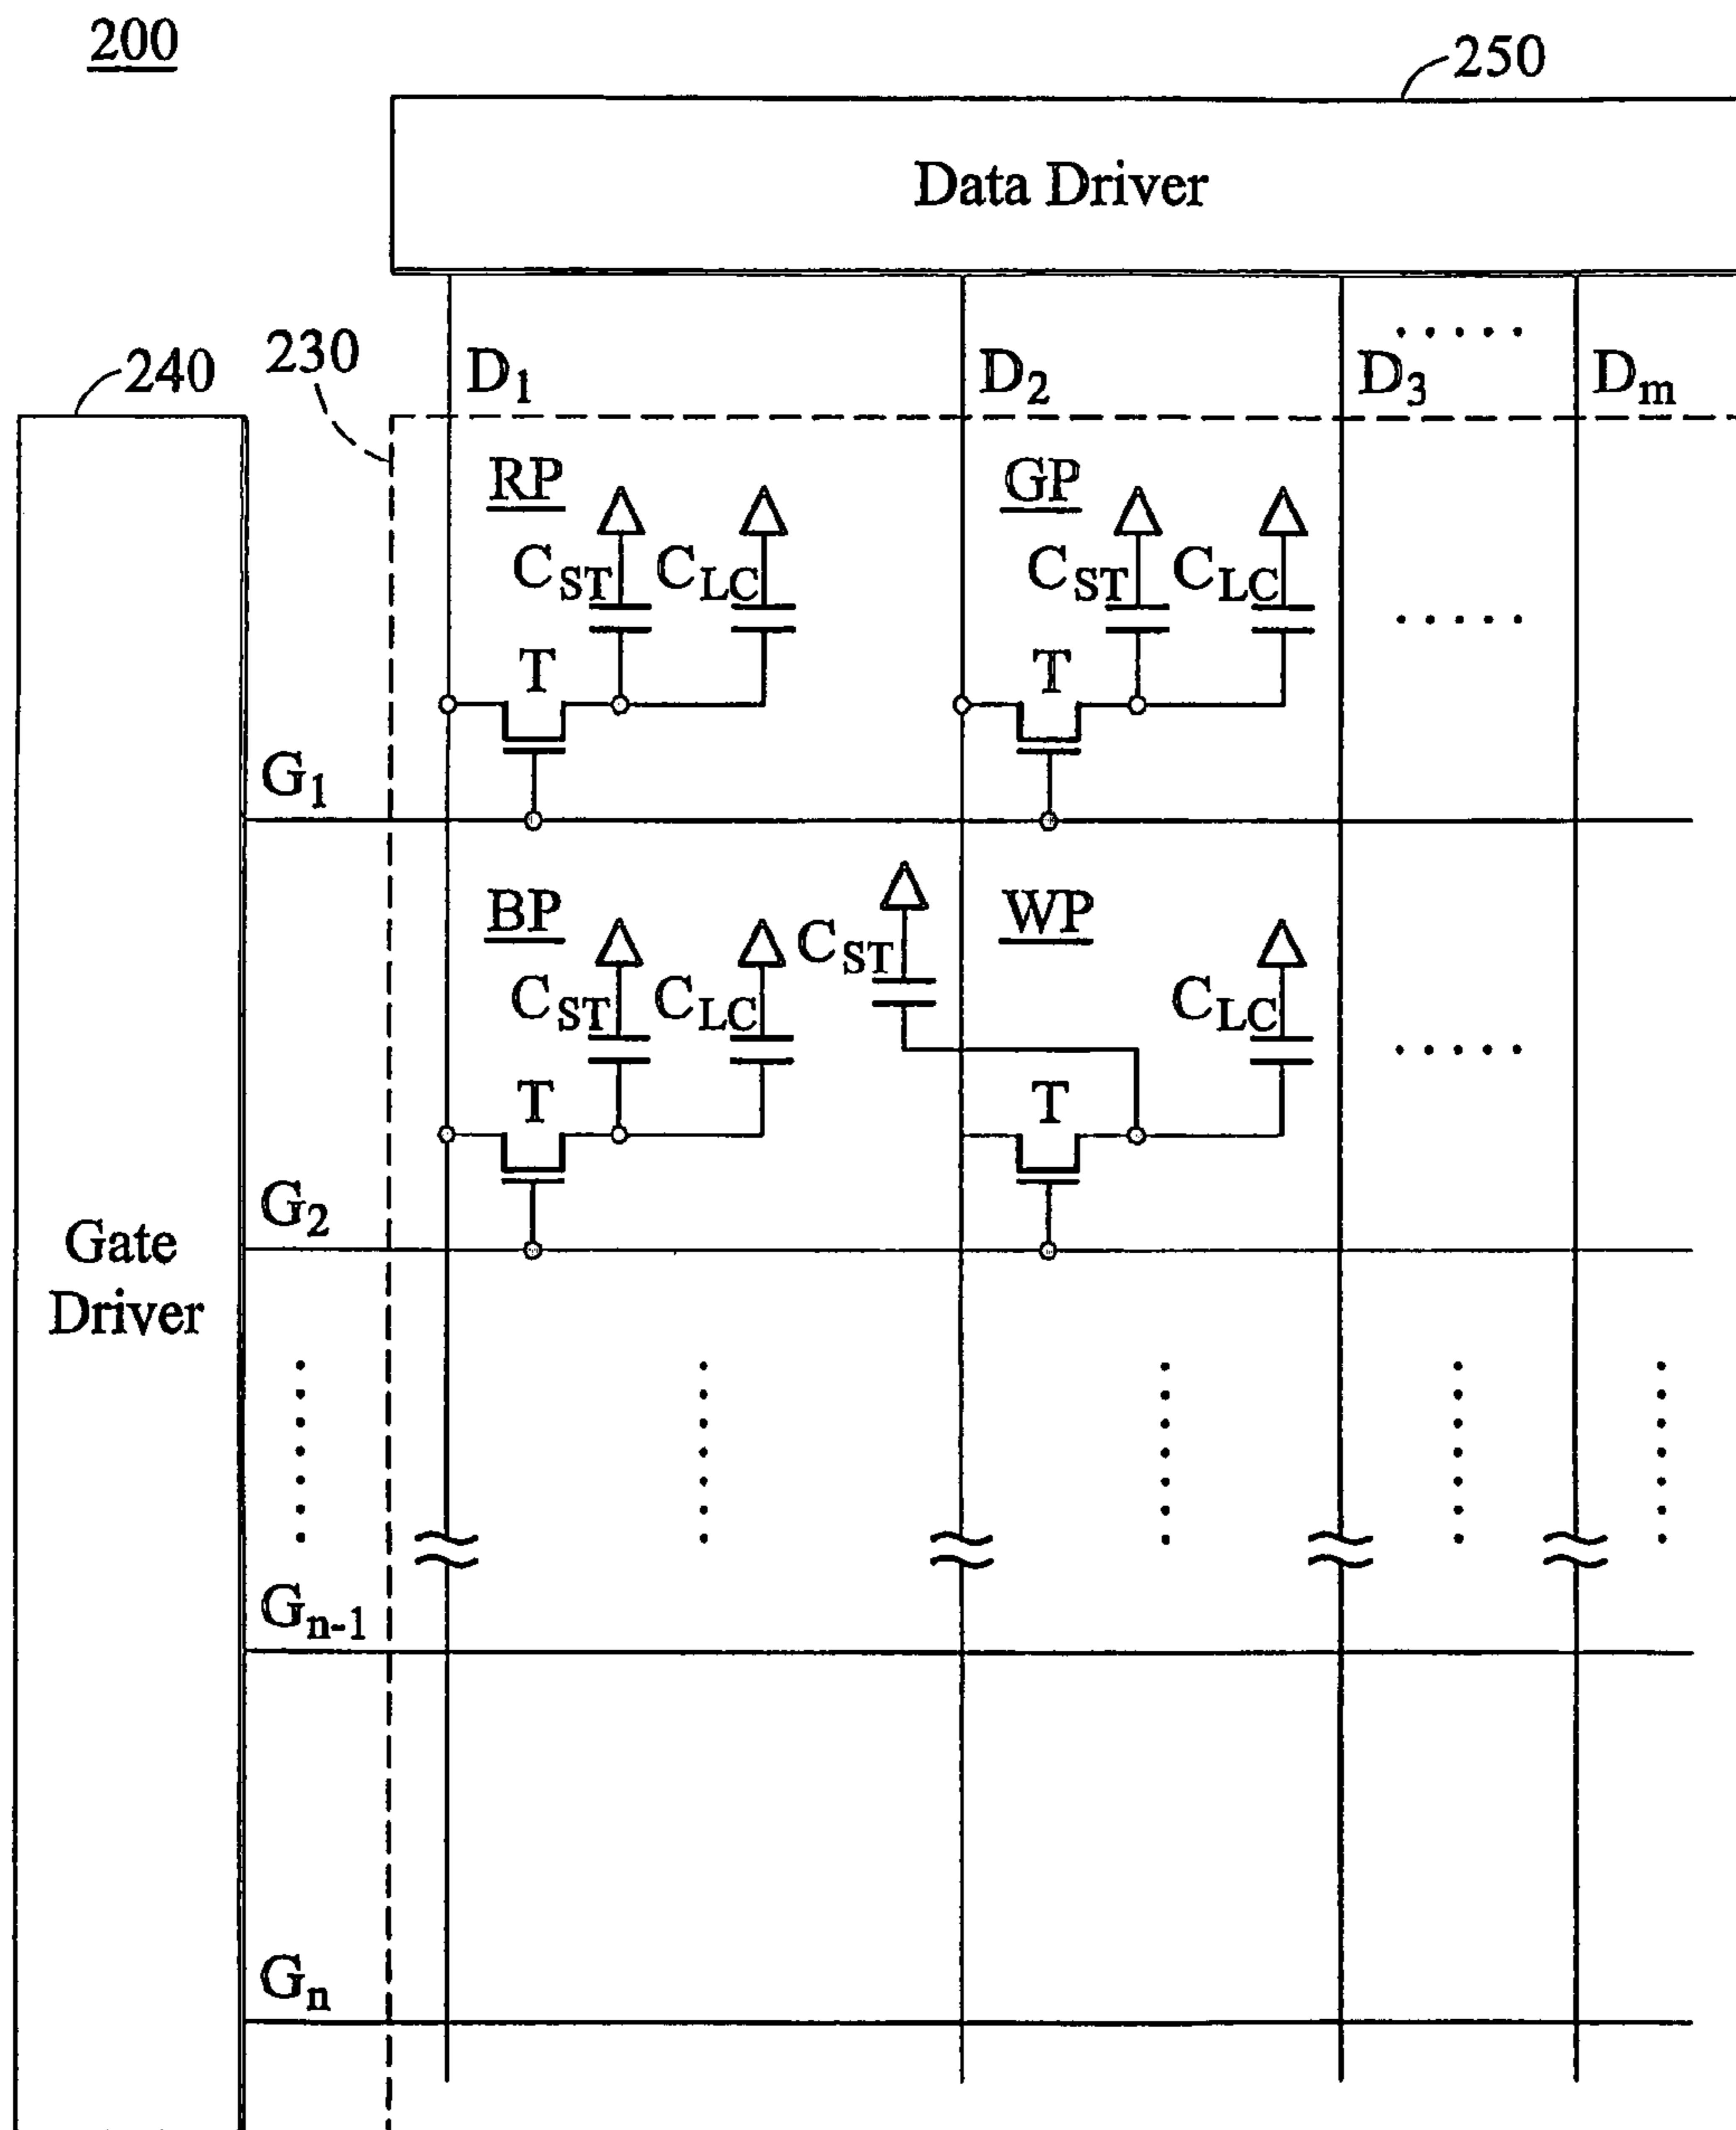 200
250
Data Driver
240
230
D1
D2
D3
.....
Dm
RP
GP
CST
CLC
CST
CLC
.....
T
T
G1
BP
CST
WP
CST
CLC
CLC
.....
T
T
G2
Gate
Driver
Gn-1
Gn